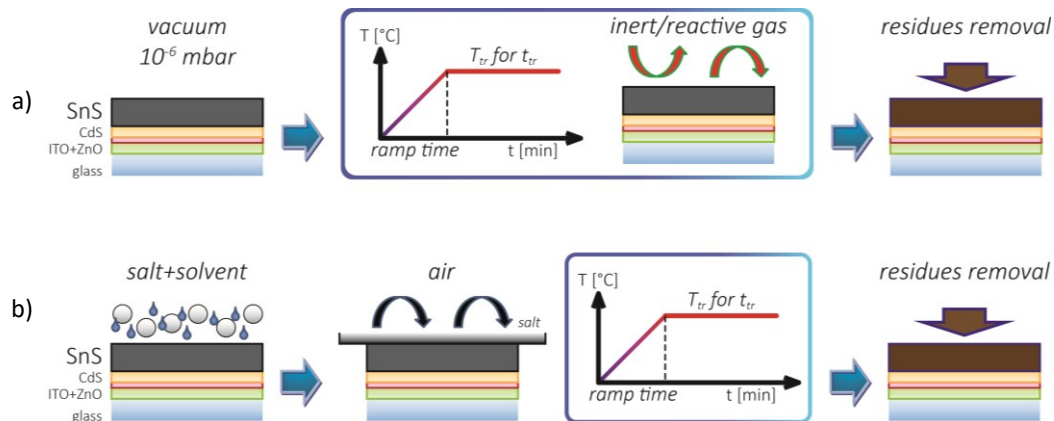 a)
vacuum
10⁻⁶ mbar
SnS
CdS
ITO+ZnO
glass
T [°C]
Ttr for ttr
ramp time
t [min]
inert/reactive gas
residues removal
b)
salt+solvent
SnS
CdS
ITO+ZnO
glass
air
salt
T [°C]
Ttr for ttr
ramp time
t [min]
residues removal